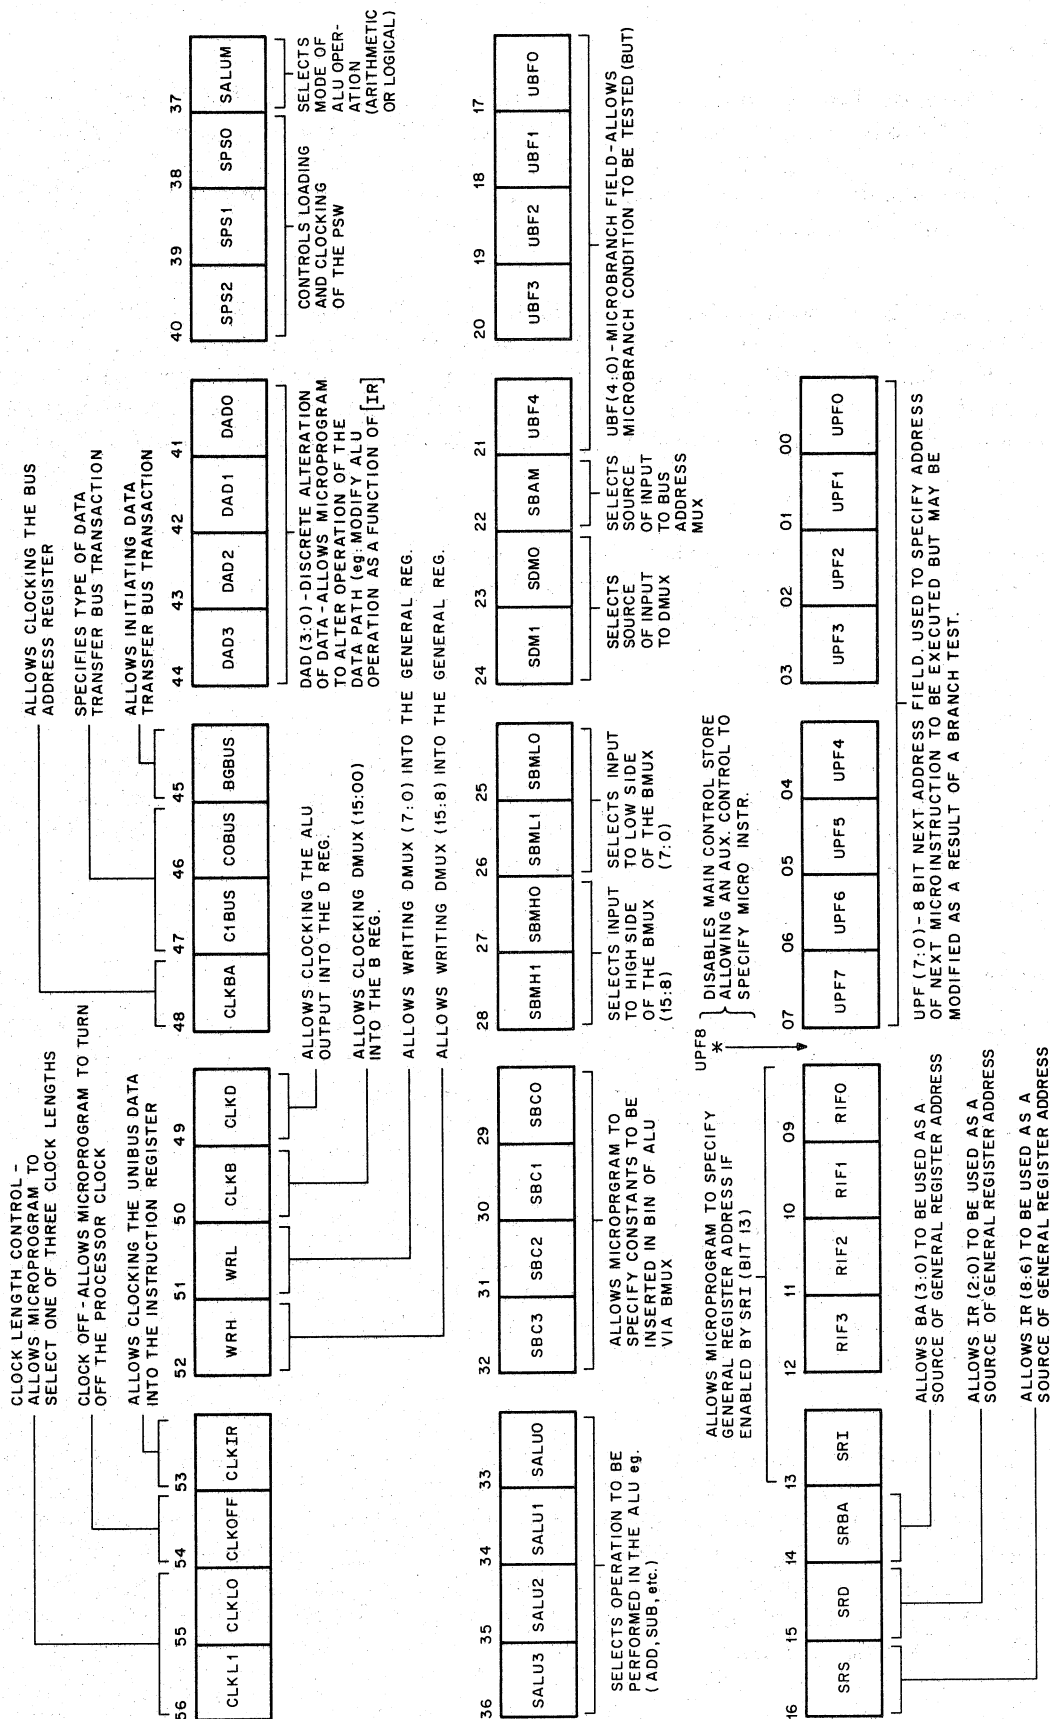 CLOCK LENGTH CONTROL -
ALLOWS MICROPROGRAM TO
SELECT ONE OF THREE CLOCK LENGTHS
CLOCK OFF - ALLOWS MICROPROGRAM TO TURN
OFF THE PROCESSOR CLOCK
ALLOWS CLOCKING THE UNIBUS DATA
INTO THE INSTRUCTION REGISTER
ALLOWS CLOCKING THE BUS
ADDRESS REGISTER
SPECIFIES TYPE OF DATA
TRANSFER BUS TRANSACTION
ALLOWS INITIATING DATA
TRANSFER BUS TRANSACTION
56 55 54 53 52 51 50 49 48 47 46 45 44 43 42 41 40 39 38 37
CLKL1 CLKL0 CLKOFF CLKIR WRH WRL CLKB CLKD CLKBA C1BUS C0BUS BGBUS DAD3 DAD2 DAD1 DAD0 SPS2 SPS1 SPS0 SALUM
ALLOWS CLOCKING THE ALU
OUTPUT INTO THE D REG.
ALLOWS CLOCKING DMUX (15:00)
INTO THE B REG.
ALLOWS WRITING DMUX (7:0) INTO THE GENERAL REG.
ALLOWS WRITING DMUX (15:8) INTO THE GENERAL REG.
DAD (3:0) - DISCRETE ALTERATION
OF DATA - ALLOWS MICROPROGRAM
TO ALTER OPERATION OF THE
DATA PATH (eg: MODIFY ALU
OPERATION AS A FUNCTION OF [IR]
CONTROLS LOADING
AND CLOCKING
OF THE PSW
SELECTS
MODE OF
ALU OPER-
ATION
(ARITHMETIC
OR LOGICAL)
36 35 34 33 32 31 30 29 28 27 26 25 24 23 22 21 20 19 18 17
SALU3 SALU2 SALU1 SALU0 SBC3 SBC2 SBC1 SBC0 SBMH1 SBMH0 SBML1 SBML0 SDM1 SDM0 SBAM UBF4 UBF3 UBF2 UBF1 UBF0
SELECTS OPERATION TO BE
PERFORMED IN THE ALU eg.
( ADD, SUB, etc.)
ALLOWS MICROPRGRAM TO
SPECIFY CONSTANTS TO BE
INSERTED IN BIN OF ALU
VIA BMUX
SELECTS INPUT
TO HIGH SIDE
OF THE BMUX
(15:8)
SELECTS INPUT
TO LOW SIDE
OF THE BMUX
(7:0)
SELECTS
SOURCE
OF INPUT
TO DMUX
SELECTS
SOURCE
OF INPUT
TO BUS
ADDRESS
MUX
UBF (4:0) - MICROBRANCH FIELD - ALLOWS
MICROBRANCH CONDITION TO BE TESTED (BUT)
ALLOWS MICROPROGRAM TO SPECIFY
GENERAL REGISTER ADDRESS IF
ENABLED BY SRI (BIT 13)
UPF8
*
DISABLES MAIN CONTROL STORE
ALLOWING AN AUX. CONTROL TO
SPECIFY MICRO INSTR.
16 15 14 13 12 11 10 09 07 06 05 04 03 02 01 00
SRS SRD SRBA SRI RIF3 RIF2 RIF1 RIF0 UPF7 UPF6 UPF5 UPF4 UPF3 UPF2 UPF1 UPF0
ALLOWS BA (3:0) TO BE USED AS A
SOURCE OF GENERAL REGISTER ADDRESS
ALLOWS IR (2:0) TO BE USED AS A
SOURCE OF GENERAL REGISTER ADDRESS
ALLOWS IR (8:6) TO BE USED AS A
SOURCE OF GENERAL REGISTER ADDRESS
UPF (7:0) - 8 BIT NEXT ADDRESS FIELD. USED TO SPECIFY ADDRESS
OF NEXT MICROINSTRUCTION TO BE EXECUTED BUT MAY BE
MODIFIED AS A RESULT OF A BRANCH TEST.